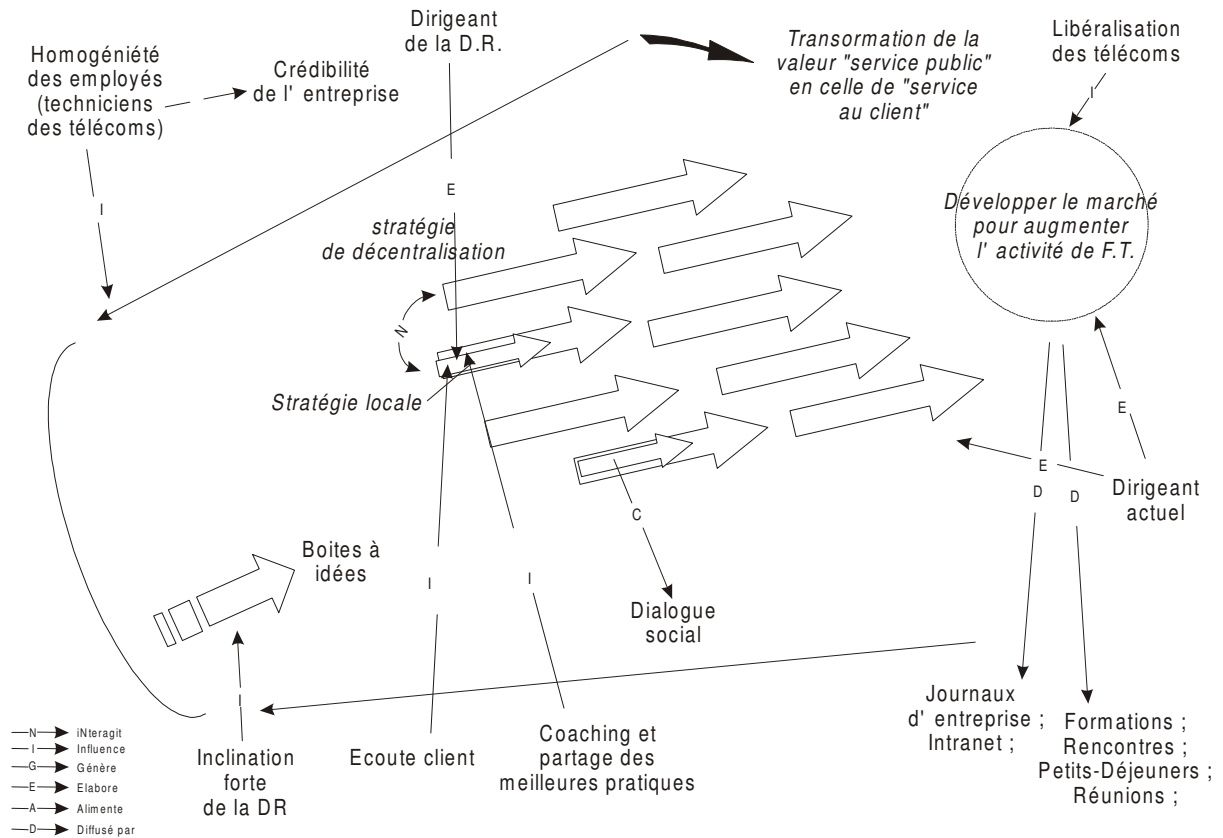 Homogéniété
des employés
(techniciens
des télécoms)
Crédibilité
de l' entreprise
Dirigeant
de la D.R.
Transormation de la
valeur "service public"
en celle de "service
au client"
Libéralisation
des télécoms
I
I
E
Développer le marché
pour augmenter
l' activité de F.T.
stratégie
de décentralisation
N
Stratégie locale
E
E
D
D
Dirigeant
actuel
C
Dialogue
social
Boites à
idées
I
I
I
Inclination
forte
de la DR
Ecoute client
Coaching et
partage des
meilleures pratiques
Journaux
d' entreprise ;
Intranet ;
Formations ;
Rencontres ;
Petits-Déjeuners ;
Réunions ;
N iNteragit
I Influence
G Génère
E Elabore
A Alimente
D Diffusé par